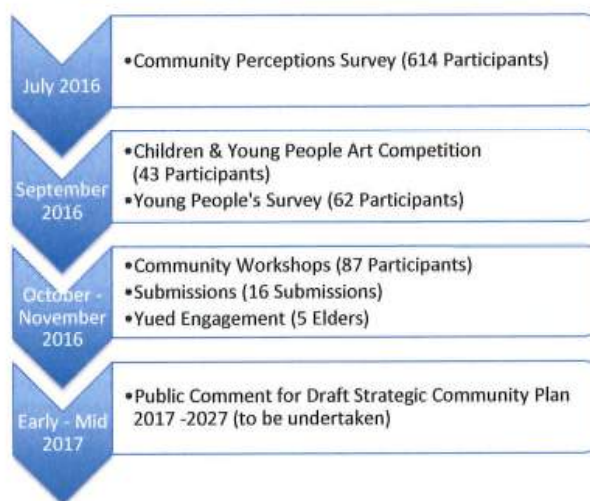 July 2016
•Community Perceptions Survey (614 Participants)
September
2016
•Children & Young People Art Competition
(43 Participants)
•Young People's Survey (62 Participants)
October -
November
2016
•Community Workshops (87 Participants)
•Submissions (16 Submissions)
•Yued Engagement (5 Elders)
Early - Mid
2017
•Public Comment for Draft Strategic Community Plan
2017 -2027 (to be undertaken)